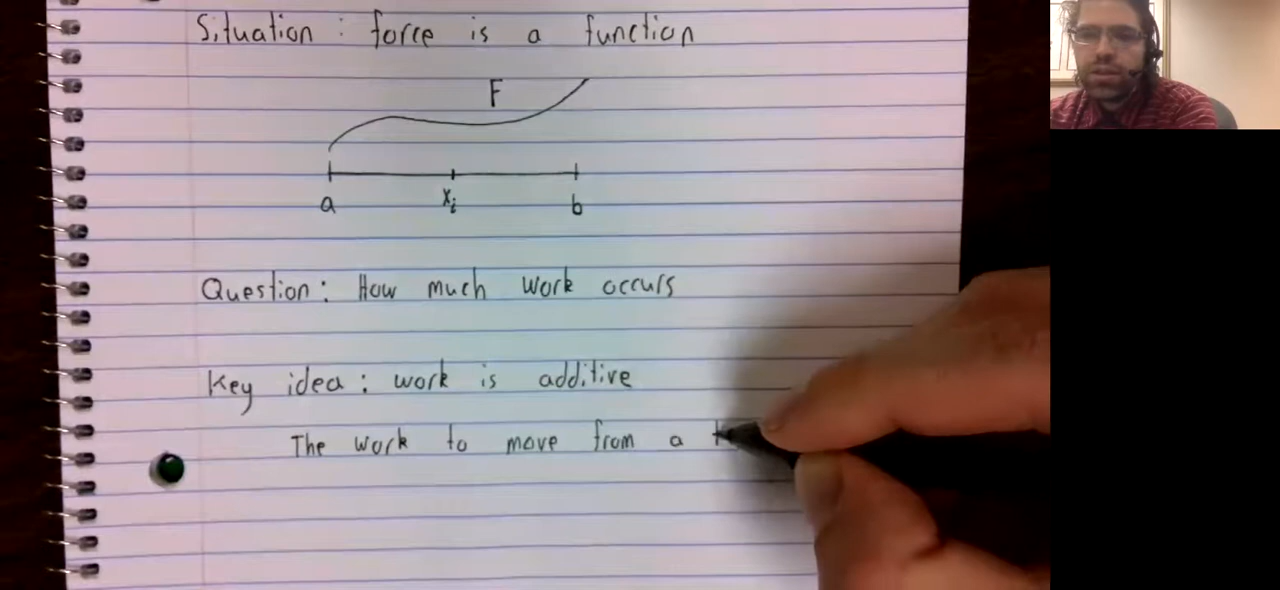 Situation : force is a function
F
a x_i b
Question : How much work occurs
Key idea : work is additive
The work to move from a